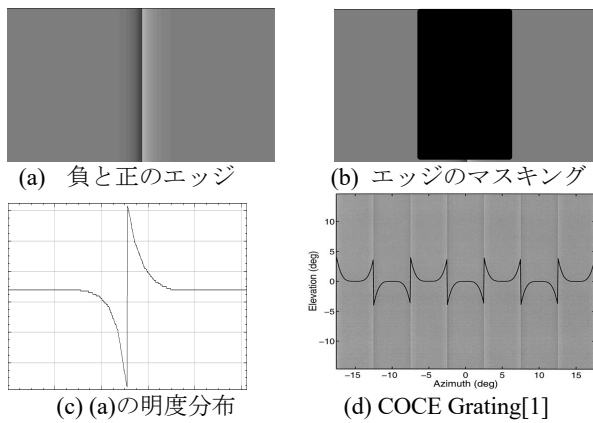 (a) 負と正のエッジ
(b) エッジのマスキング
15
10
5
0
−5
−10
Elevation (deg)
−15 −10 −5 0 5 10 15
Azimuth (deg)
(c) (a)の明度分布
(d) COCE Grating[1]